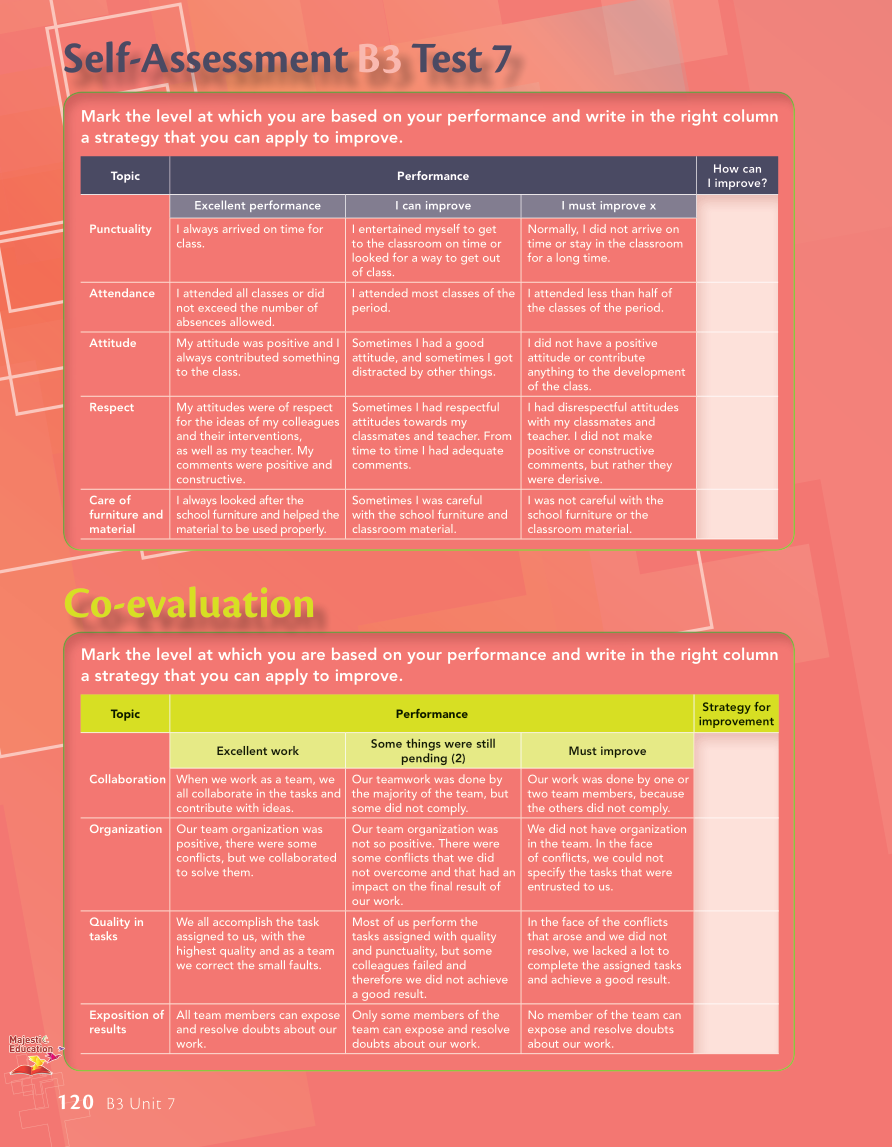 Self-Assessment B3 Test 7
Mark the level at which you are based on your performance and write in the right column
a strategy that you can apply to improve.
Topic
Performance
How can
I improve?
Excellent performance
I can improve
I must improve x
Punctuality
I always arrived on time for
class.
I entertained myself to get
to the classroom on time or
looked for a way to get out
of class.
Normally, I did not arrive on
time or stay in the classroom
for a long time.
Attendance
I attended all classes or did
not exceed the number of
absences allowed.
I attended most classes of the
period.
I attended less than half of
the classes of the period.
Attitude
My attitude was positive and I
always contributed something
to the class.
Sometimes I had a good
attitude, and sometimes I got
distracted by other things.
I did not have a positive
attitude or contribute
anything to the development
of the class.
Respect
My attitudes were of respect
for the ideas of my colleagues
and their interventions,
as well as my teacher. My
comments were positive and
constructive.
Sometimes I had respectful
attitudes towards my
classmates and teacher. From
time to time I had adequate
comments.
I had disrespectful attitudes
with my classmates and
teacher. I did not make
positive or constructive
comments, but rather they
were derisive.
Care of
furniture and
material
I always looked after the
school furniture and helped the
material to be used properly.
Sometimes I was careful
with the school furniture and
classroom material.
I was not careful with the
school furniture or the
classroom material.
Co-evaluation
Mark the level at which you are based on your performance and write in the right column
a strategy that you can apply to improve.
Topic
Performance
Strategy for
improvement
Excellent work
Some things were still
pending (2)
Must improve
Collaboration
When we work as a team, we
all collaborate in the tasks and
contribute with ideas.
Our teamwork was done by
the majority of the team, but
some did not comply.
Our work was done by one or
two team members, because
the others did not comply.
Organization
Our team organization was
positive, there were some
conflicts, but we collaborated
to solve them.
Our team organization was
not so positive. There were
some conflicts that we did
not overcome and that had an
impact on the final result of
our work.
We did not have organization
in the team. In the face
of conflicts, we could not
specify the tasks that were
entrusted to us.
Quality in
tasks
We all accomplish the task
assigned to us, with the
highest quality and as a team
we correct the small faults.
Most of us perform the
tasks assigned with quality
and punctuality, but some
colleagues failed and
therefore we did not achieve
a good result.
In the face of the conflicts
that arose and we did not
resolve, we lacked a lot to
complete the assigned tasks
and achieve a good result.
Exposition of
results
All team members can expose
and resolve doubts about our
work.
Only some members of the
team can expose and resolve
doubts about our work.
No member of the team can
expose and resolve doubts
about our work.
Majestic
Education
120 B3 Unit 7